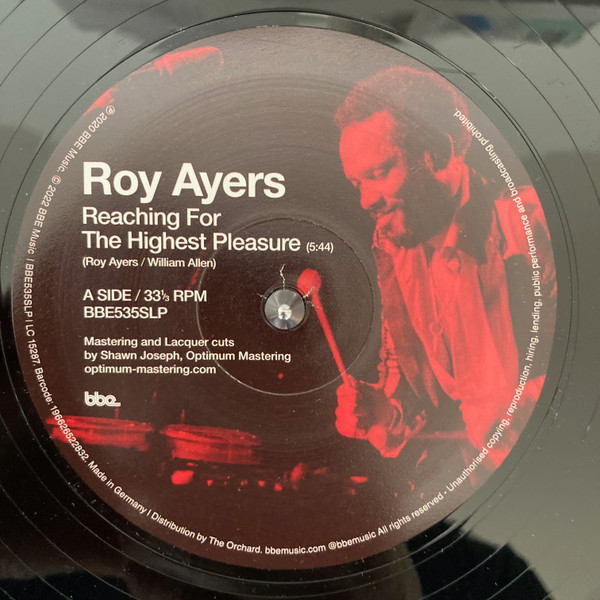 Roy Ayers
Reaching For
The Highest Pleasure (5:44)
(Roy Ayers / William Allen)
A SIDE / 33⅓ RPM
BBE535SLP
Mastering and Lacquer cuts
by Shawn Joseph, Optimum Mastering
optimum-mastering.com
bbe
℗ 2020 BBE Music. © 2022 BBE Music | BBE535SLP | LC 15287. Barcode: 196626522832. Made in Germany | Distribution by The Orchard. bbemusic.com @bbemusic All rights reserved - Unauthorised copying, reproduction, hiring, lending, public performance and broadcasting prohibited.